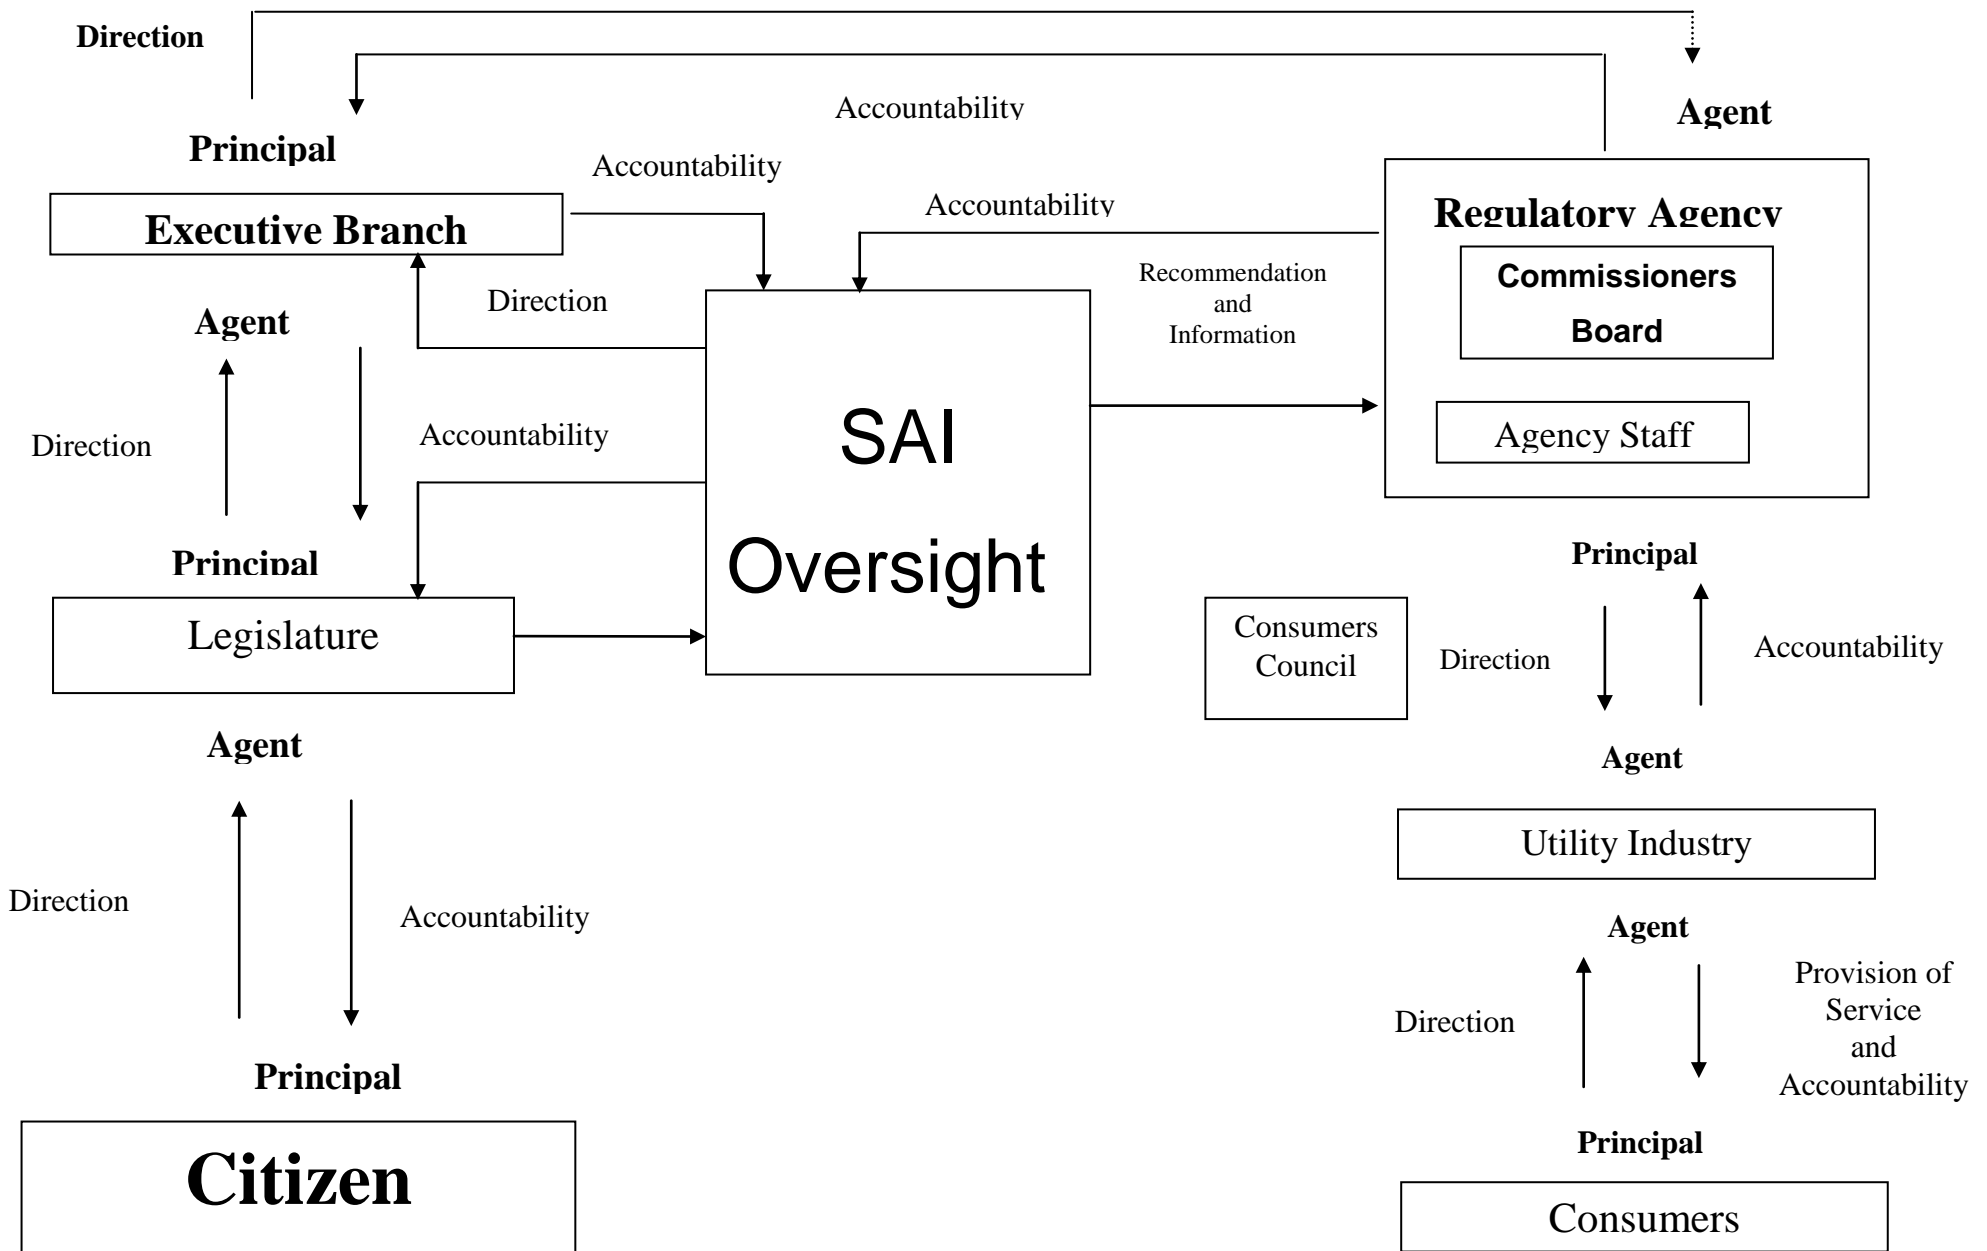 Direction
Accountability
Agent
Principal
Accountability
Accountability
Regulatory Agency
Executive Branch
Commissioners
Board
Recommendation
and
Information
Direction
Agent
SAI
Oversight
Direction
Accountability
Agency Staff
Principal
Principal
Legislature
Consumers
Council
Direction
Accountability
Agent
Agent
Utility Industry
Direction
Accountability
Agent
Provision of
Service
and
Accountability
Direction
Principal
Principal
Citizen
Consumers